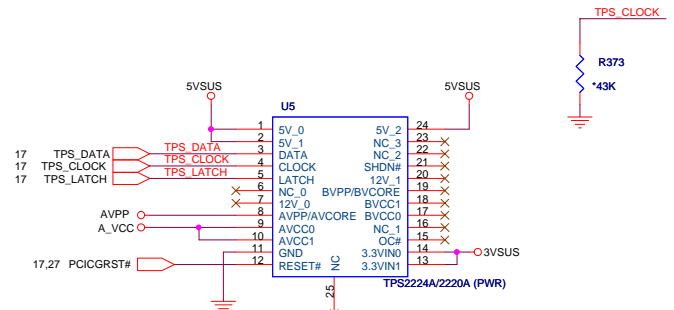 TPS_CLOCK
R373
*43K
5VSUS
5VSUS
U5
1 5V_0 5V_2 24
2 5V_1 NC_3 23
17 TPS_DATA TPS_DATA 3 DATA NC_2 22
17 TPS_CLOCK TPS_CLOCK 4 CLOCK SHDN# 21
17 TPS_LATCH TPS_LATCH 5 LATCH 12V_1 20
6 NC_0 BVPP/BVCORE 19
7 12V_0 BVCC1 18
AVPP 8 AVPP/AVCORE BVCC0 17
A_VCC 9 AVCC0 NC_1 16
10 AVCC1 OC# 15
11 GND 3.3VIN0 14 3VSUS
17,27 PCICGRST# 12 RESET# 3.3VIN1 13
NC
25
TPS2224A/2220A (PWR)